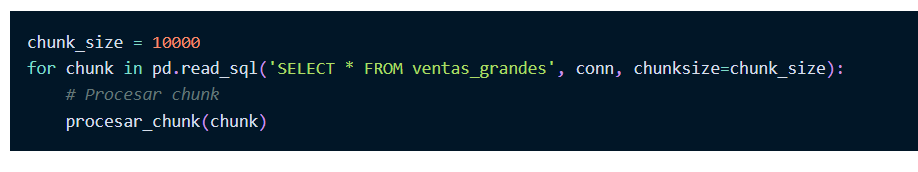 chunk_size = 10000
for chunk in pd.read_sql('SELECT * FROM ventas_grandes', conn, chunksize=chunk_size):
    # Procesar chunk
    procesar_chunk(chunk)